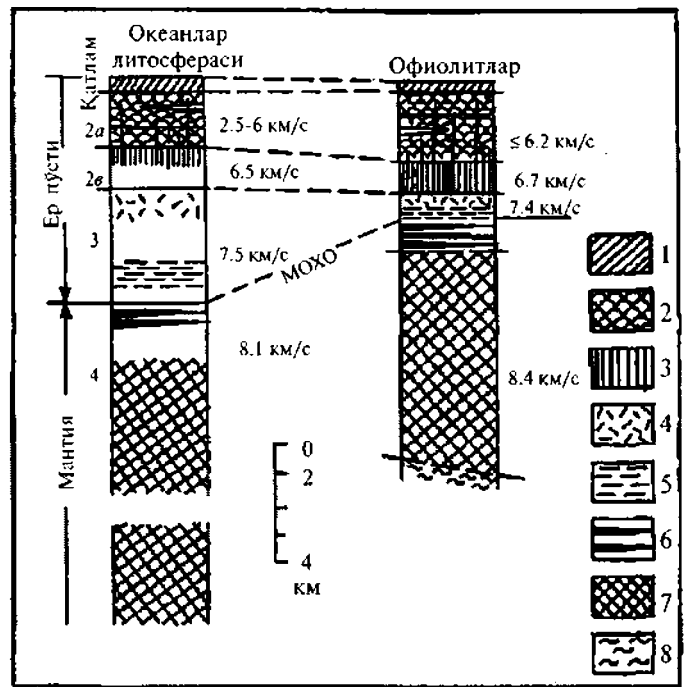 Океанлар
литосфераси
Офиолитлар
Қатлам
Ер пўсти
Мантия
2а
2в
3
4
2.5-6 км/с
6.5 км/с
7.5 км/с
8.1 км/с
МОХО
≤6.2 км/с
6.7 км/с
7.4 км/с
8.4 км/с
0
2
4
км
1
2
3
4
5
6
7
8